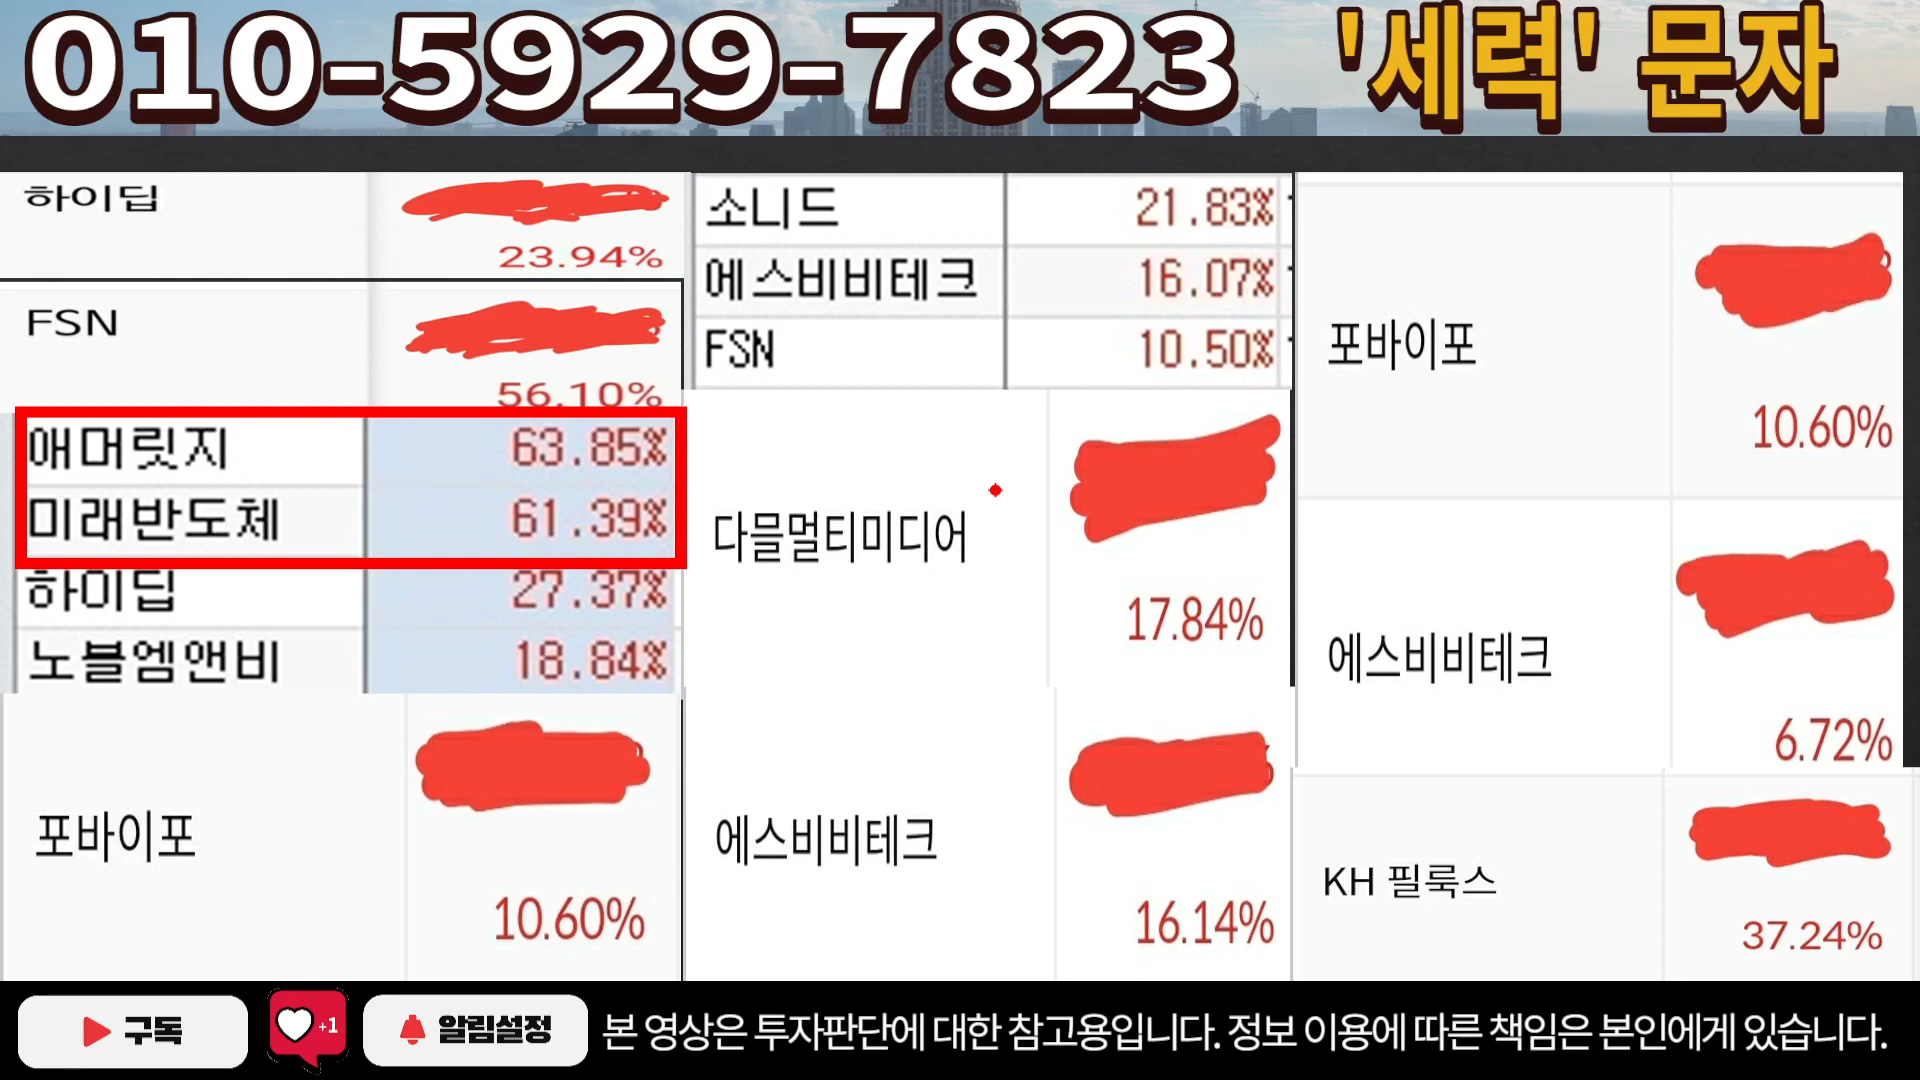 010-5929-7823 '세력' 문자
하이딥
23.94%
FSN
56.10%
애머릿지 63.85%
미래반도체 61.39%
하이딥 27.37%
노블엠앤비 18.84%
포바이포
10.60%
소니드 21.83%
에스비비테크 16.07%
FSN 10.50%
다믈멀티미디어
17.84%
에스비비테크
16.14%
포바이포
10.60%
에스비비테크
6.72%
KH 필룩스
37.24%
구독 +1 알림설정 본 영상은 투자판단에 대한 참고용입니다. 정보 이용에 따른 책임은 본인에게 있습니다.